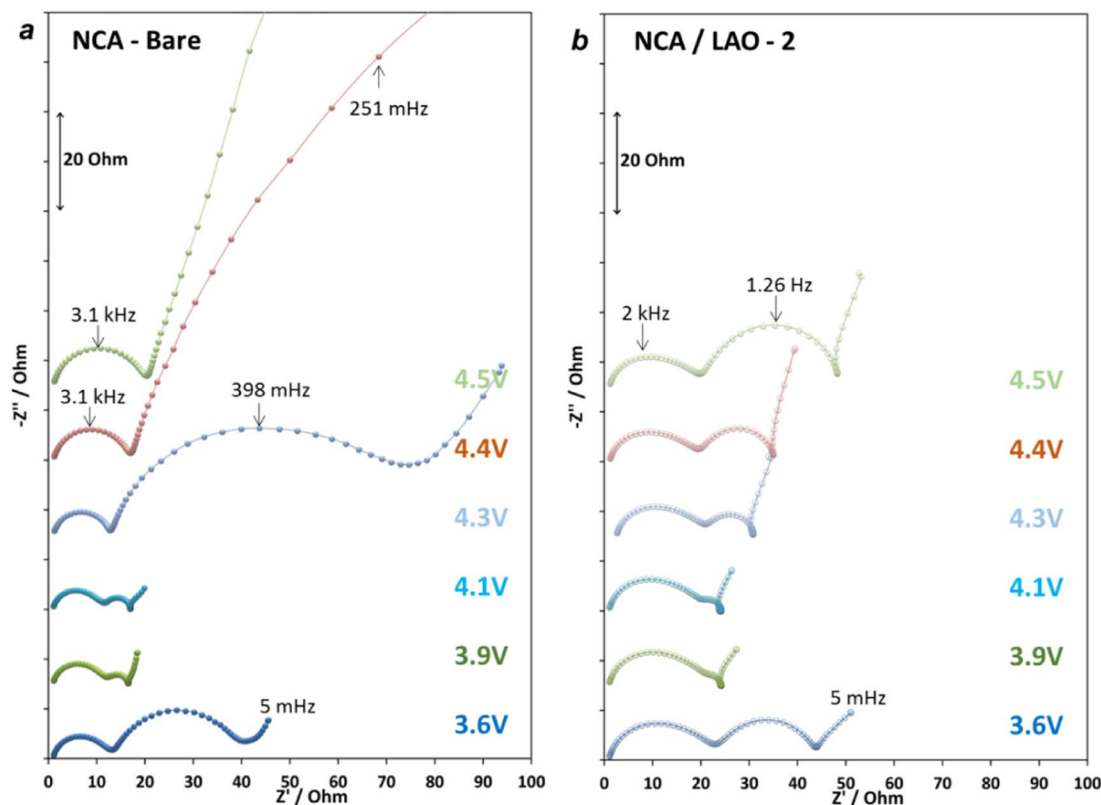 a
NCA - Bare
251 mHz
20 Ohm
3.1 kHz
4.5V
398 mHz
3.1 kHz
4.4V
4.3V
4.1V
3.9V
5 mHz
3.6V
-Z'' / Ohm
0 10 20 30 40 50 60 70 80 90 100
Z' / Ohm
b
NCA / LAO - 2
20 Ohm
1.26 Hz
2 kHz
4.5V
4.4V
4.3V
4.1V
3.9V
5 mHz
3.6V
-Z'' / Ohm
0 10 20 30 40 50 60 70 80 90 100
Z' / Ohm